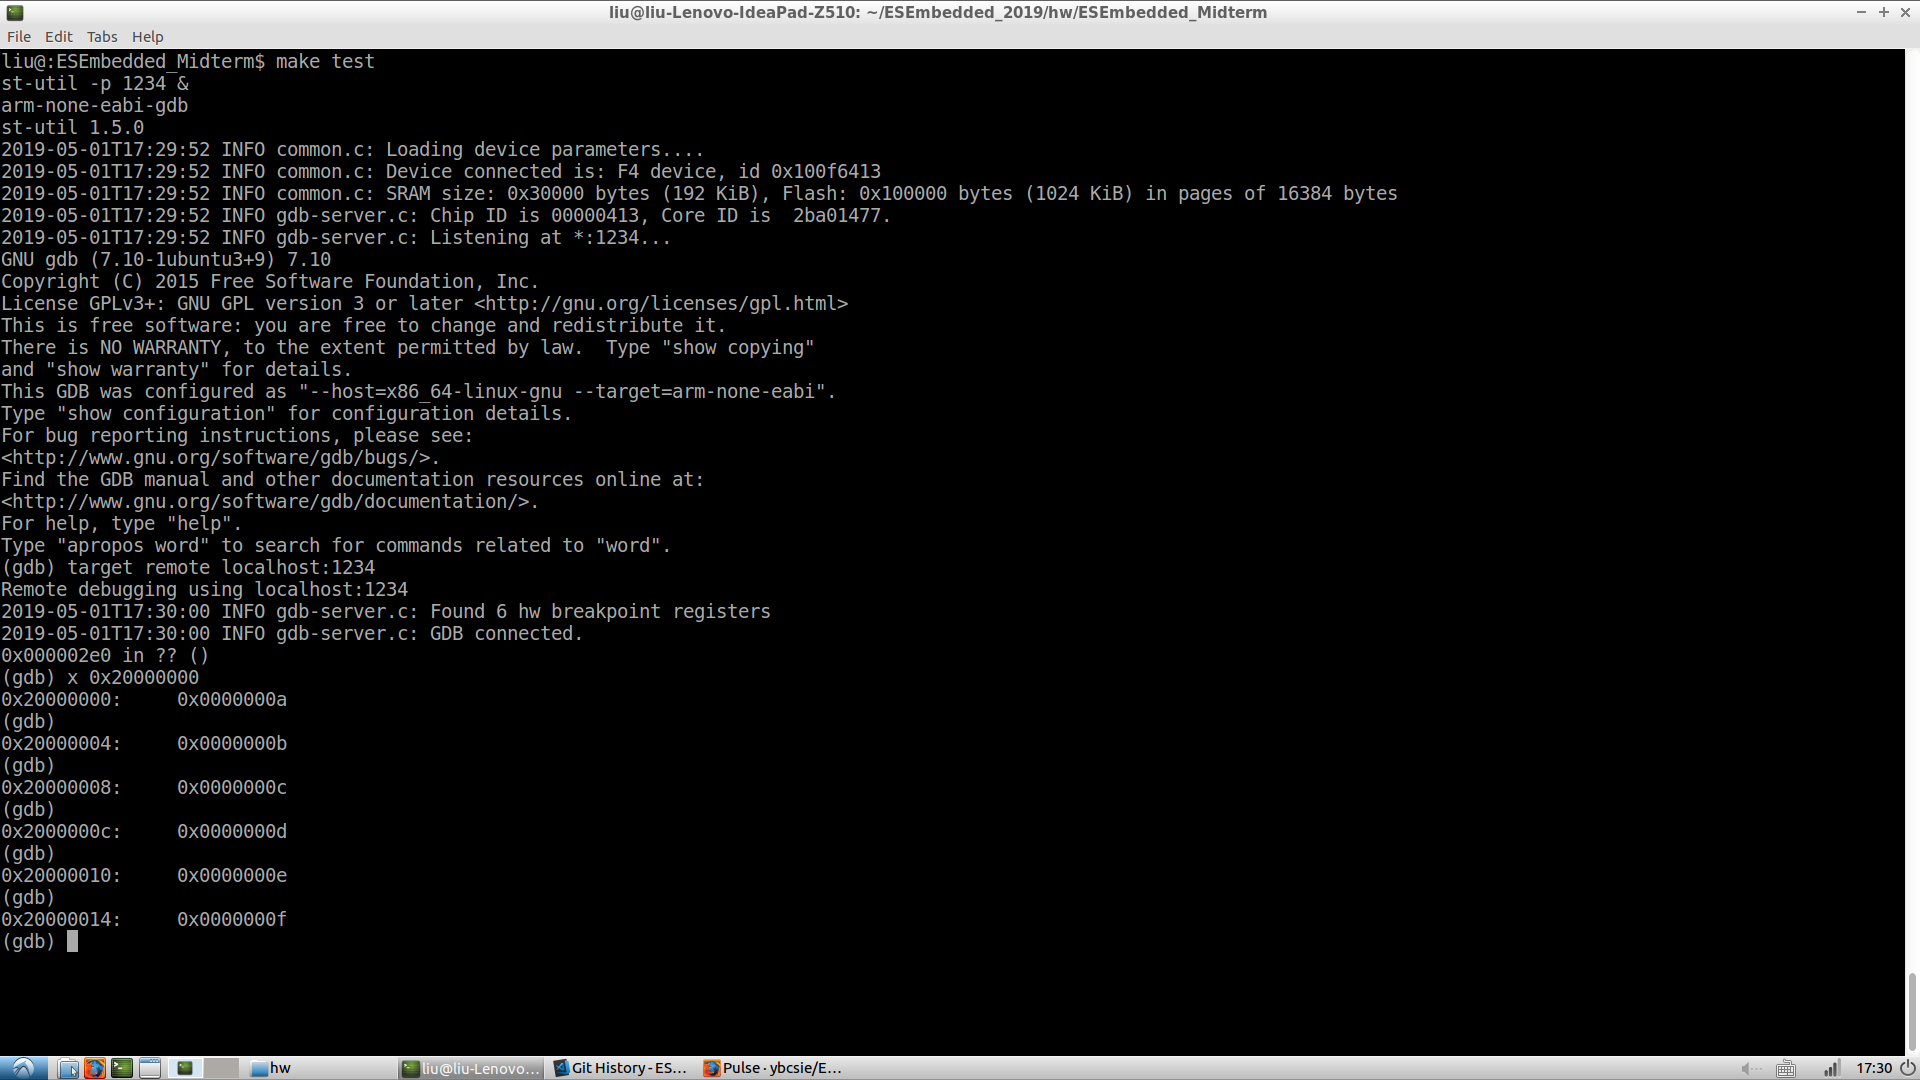 liu@liu-Lenovo-IdeaPad-Z510: ~/ESEmbedded_2019/hw/ESEmbedded_Midterm
File Edit Tabs Help
liu@:ESEmbedded_Midterm$ make test
st-util -p 1234 &
arm-none-eabi-gdb
st-util 1.5.0
2019-05-01T17:29:52 INFO common.c: Loading device parameters....
2019-05-01T17:29:52 INFO common.c: Device connected is: F4 device, id 0x100f6413
2019-05-01T17:29:52 INFO common.c: SRAM size: 0x30000 bytes (192 KiB), Flash: 0x100000 bytes (1024 KiB) in pages of 16384 bytes
2019-05-01T17:29:52 INFO gdb-server.c: Chip ID is 00000413, Core ID is  2ba01477.
2019-05-01T17:29:52 INFO gdb-server.c: Listening at *:1234...
GNU gdb (7.10-1ubuntu3+9) 7.10
Copyright (C) 2015 Free Software Foundation, Inc.
License GPLv3+: GNU GPL version 3 or later <http://gnu.org/licenses/gpl.html>
This is free software: you are free to change and redistribute it.
There is NO WARRANTY, to the extent permitted by law.  Type "show copying"
and "show warranty" for details.
This GDB was configured as "--host=x86_64-linux-gnu --target=arm-none-eabi".
Type "show configuration" for configuration details.
For bug reporting instructions, please see:
<http://www.gnu.org/software/gdb/bugs/>.
Find the GDB manual and other documentation resources online at:
<http://www.gnu.org/software/gdb/documentation/>.
For help, type "help".
Type "apropos word" to search for commands related to "word".
(gdb) target remote localhost:1234
Remote debugging using localhost:1234
2019-05-01T17:30:00 INFO gdb-server.c: Found 6 hw breakpoint registers
2019-05-01T17:30:00 INFO gdb-server.c: GDB connected.
0x000002e0 in ?? ()
(gdb) x 0x20000000
0x20000000:     0x0000000a
(gdb)
0x20000004:     0x0000000b
(gdb)
0x20000008:     0x0000000c
(gdb)
0x2000000c:     0x0000000d
(gdb)
0x20000010:     0x0000000e
(gdb)
0x20000014:     0x0000000f
(gdb)
hw liu@liu-Lenovo... Git History - ES... Pulse · ybcsie/E... 17:30